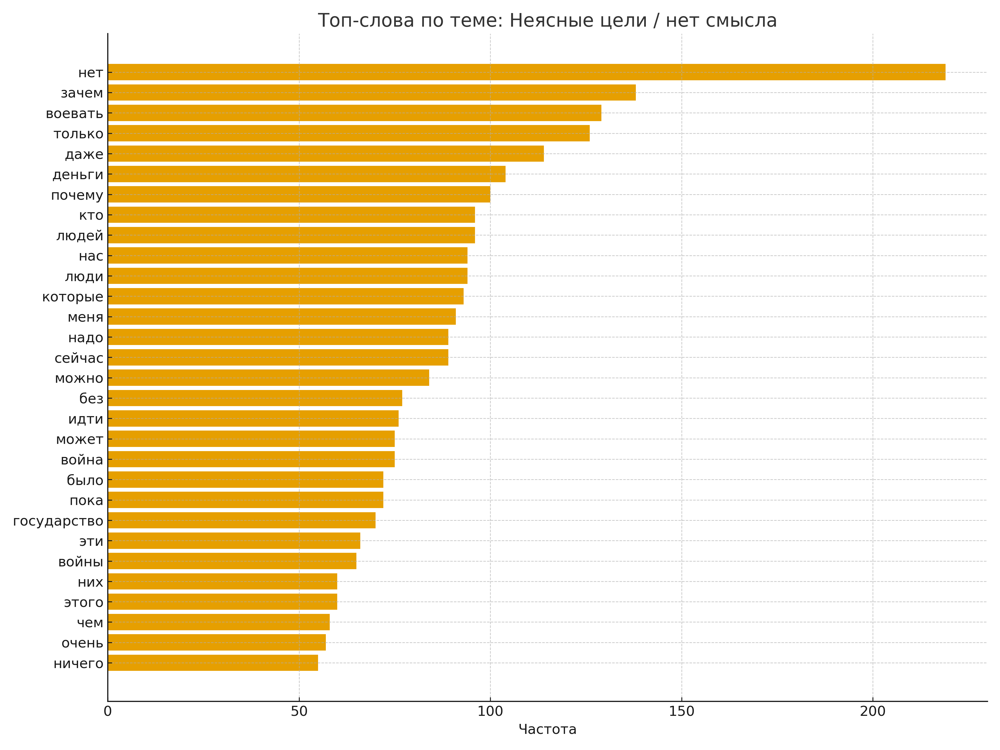 Топ-слова по теме: Неясные цели / нет смысла
нет
зачем
воевать
только
даже
деньги
почему
кто
людей
нас
люди
которые
меня
надо
сейчас
можно
без
идти
может
война
было
пока
государство
эти
войны
них
этого
чем
очень
ничего
0 50 100 150 200
Частота